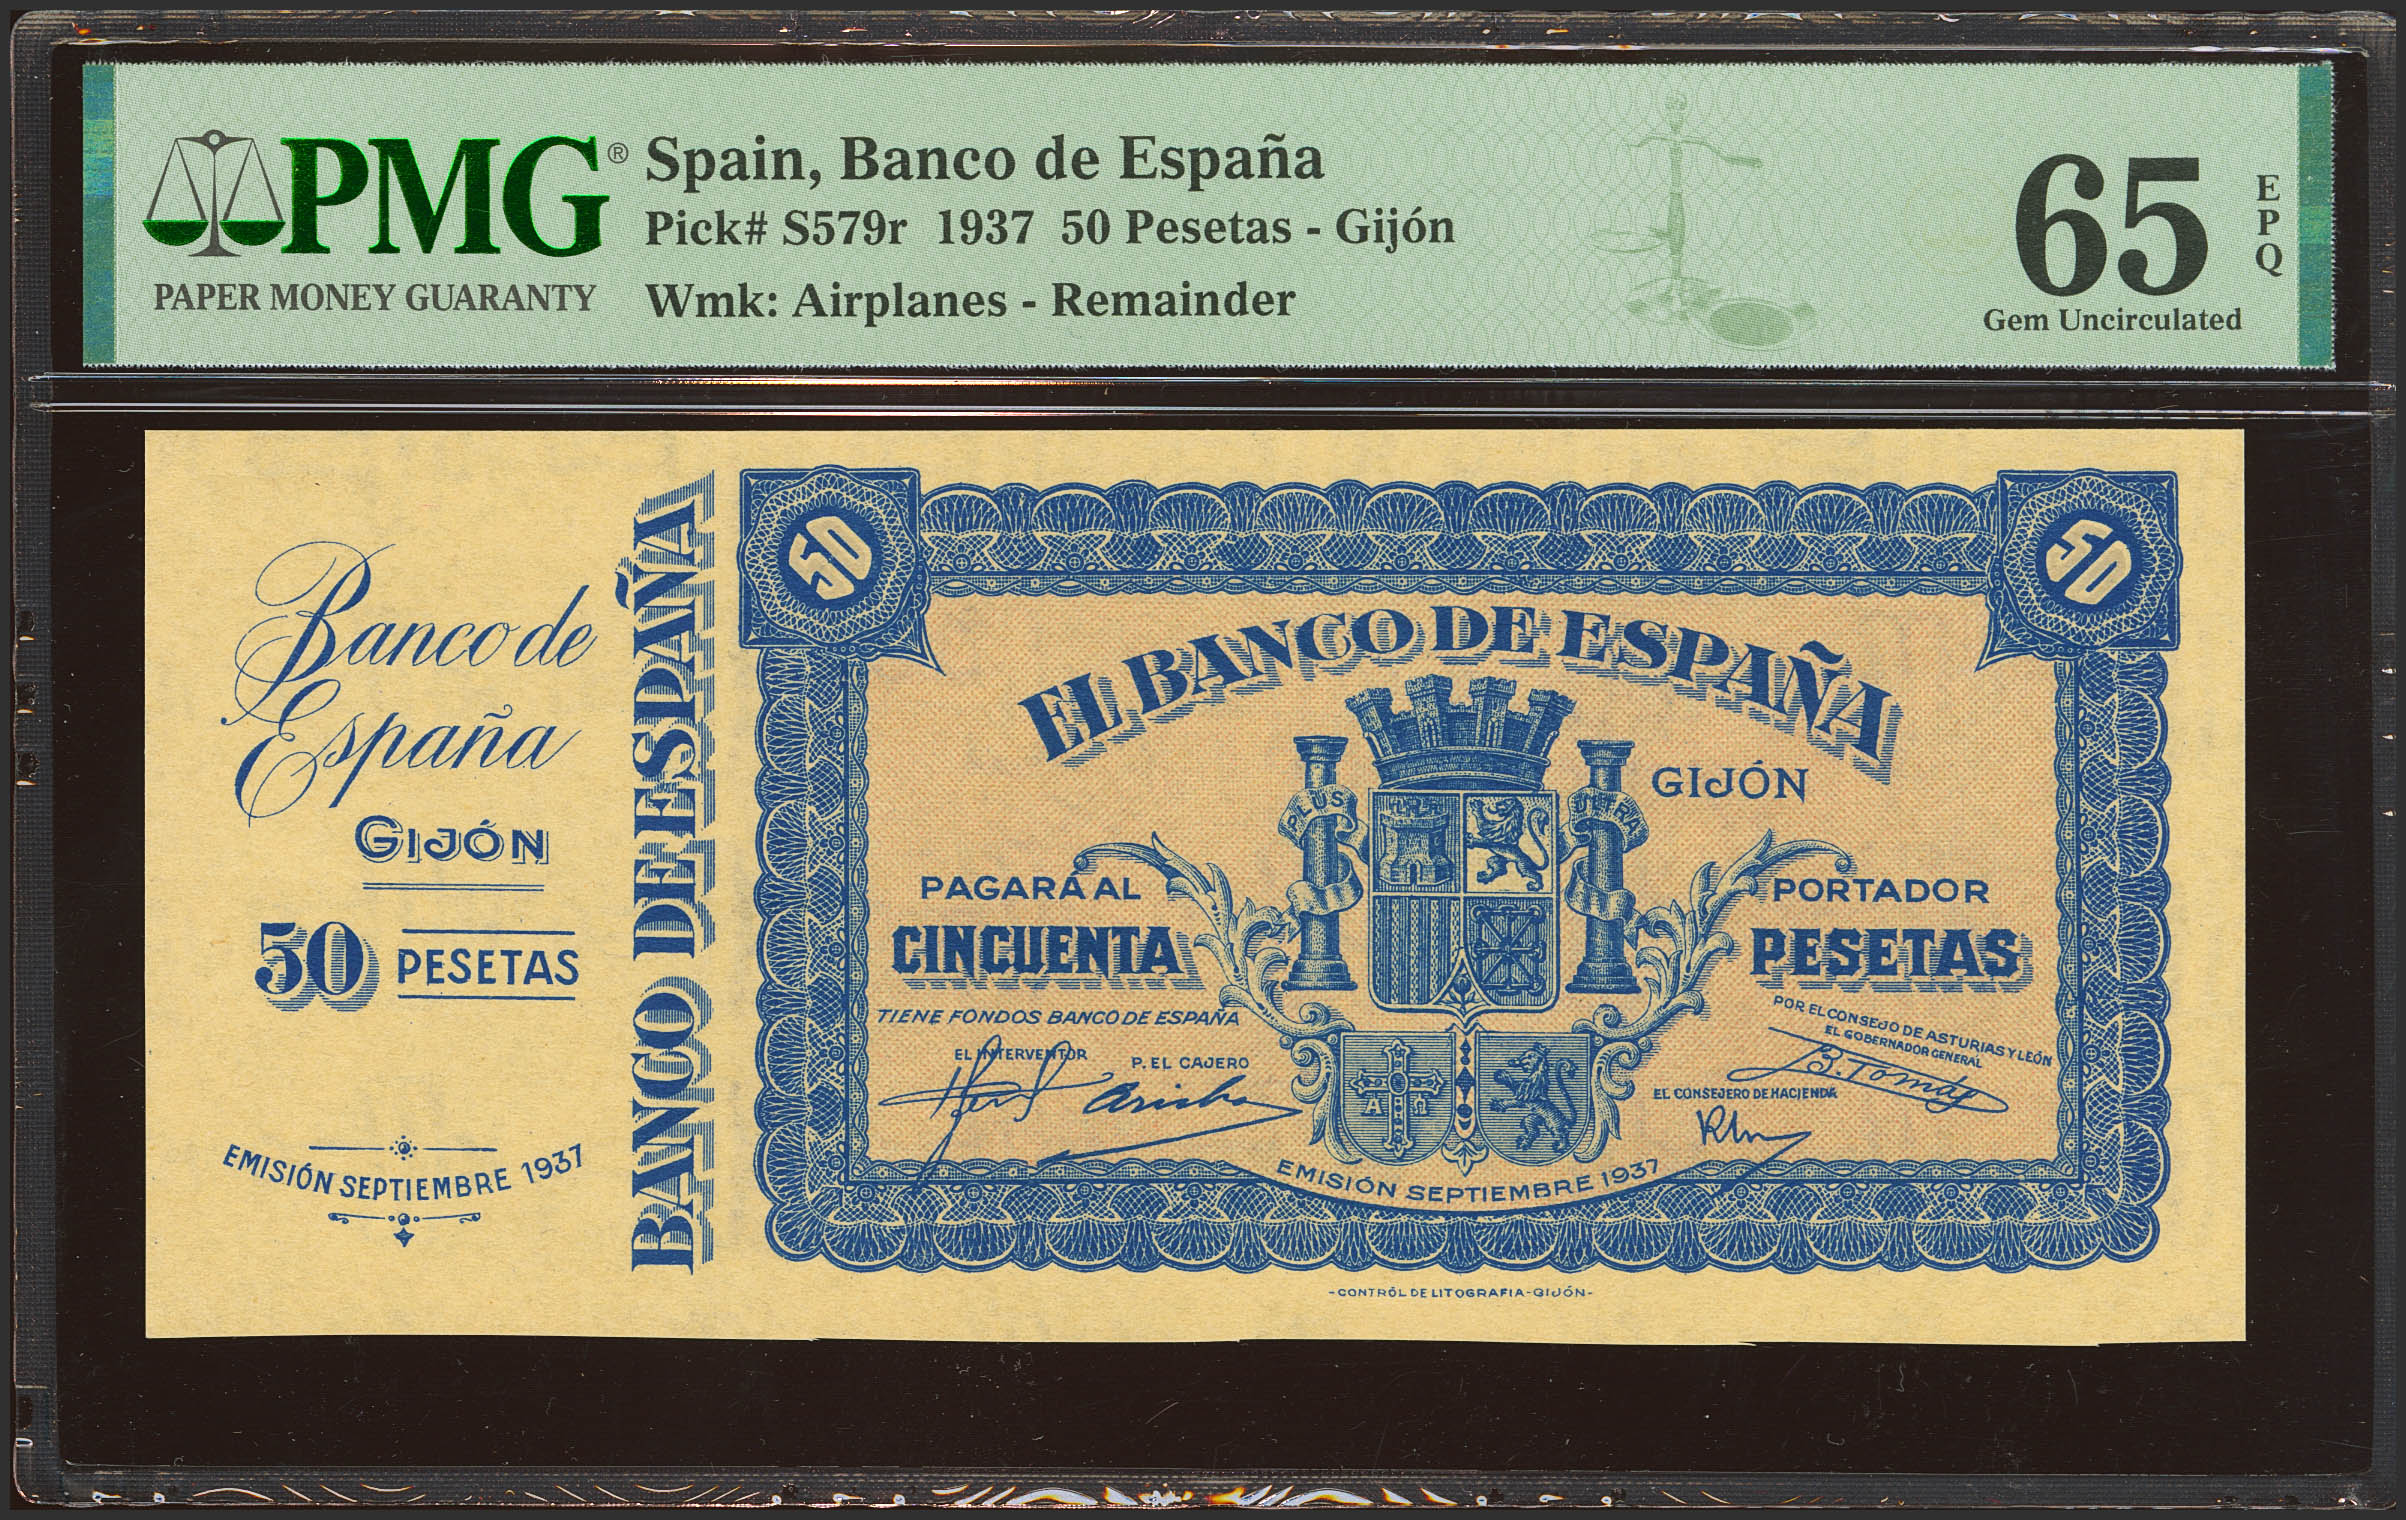 PMG®
PAPER MONEY GUARANTY
Spain, Banco de España
Pick# S579r 1937 50 Pesetas - Gijón
Wmk: Airplanes - Remainder
65
EPQ
Gem Uncirculated
Banco de
España
GIJÓN
50 PESETAS
EMISIÓN SEPTIEMBRE 1937
BANCO DE ESPAÑA
50
50
EL BANCO DE ESPAÑA
PLUS
ULTRA
GIJÓN
PAGARÁ AL PORTADOR
CINCUENTA PESETAS
TIENE FONDOS BANCO DE ESPAÑA
EL INTERVENTOR
P. EL CAJERO
POR EL CONSEJO DE ASTURIAS Y LEÓN
EL GOBERNADOR GENERAL
B. Tomás
EL CONSEJERO DE HACIENDA
A Ω
EMISIÓN SEPTIEMBRE 1937
-CONTRÓL DE LITOGRAFIA-GIJÓN-